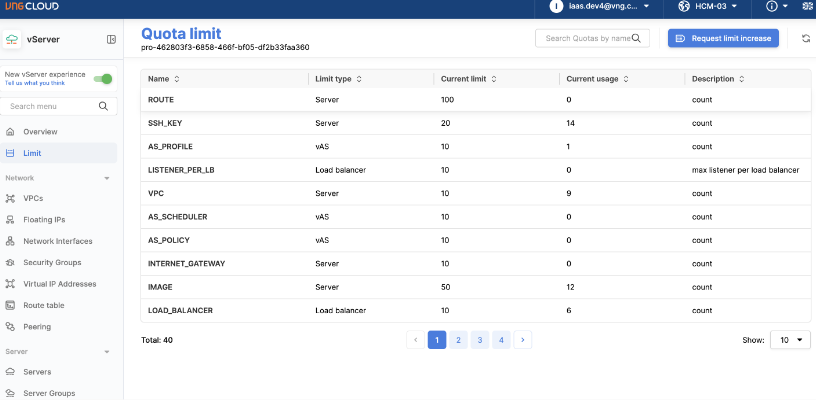 VNGCLOUD
I iaas.dev4@vng.c...
HCM-03
vServer
New vServer experience
Tell us what you think
Search menu
Overview
Limit
Network
VPCs
Floating IPs
Network Interfaces
Security Groups
Virtual IP Addresses
Route table
Peering
Server
Servers
Server Groups
Quota limit
pro-462803f3-6858-466f-bf05-df2b33faa360
Search Quotas by name
Request limit increase
Name Limit type Current limit Current usage Description
ROUTE Server 100 0 count
SSH_KEY Server 20 14 count
AS_PROFILE vAS 10 1 count
LISTENER_PER_LB Load balancer 10 0 max listener per load balancer
VPC Server 10 9 count
AS_SCHEDULER vAS 10 0 count
AS_POLICY vAS 10 0 count
INTERNET_GATEWAY Server 10 0 count
IMAGE Server 50 12 count
LOAD_BALANCER Load balancer 10 6 count
Total: 40
1 2 3 4
Show: 10